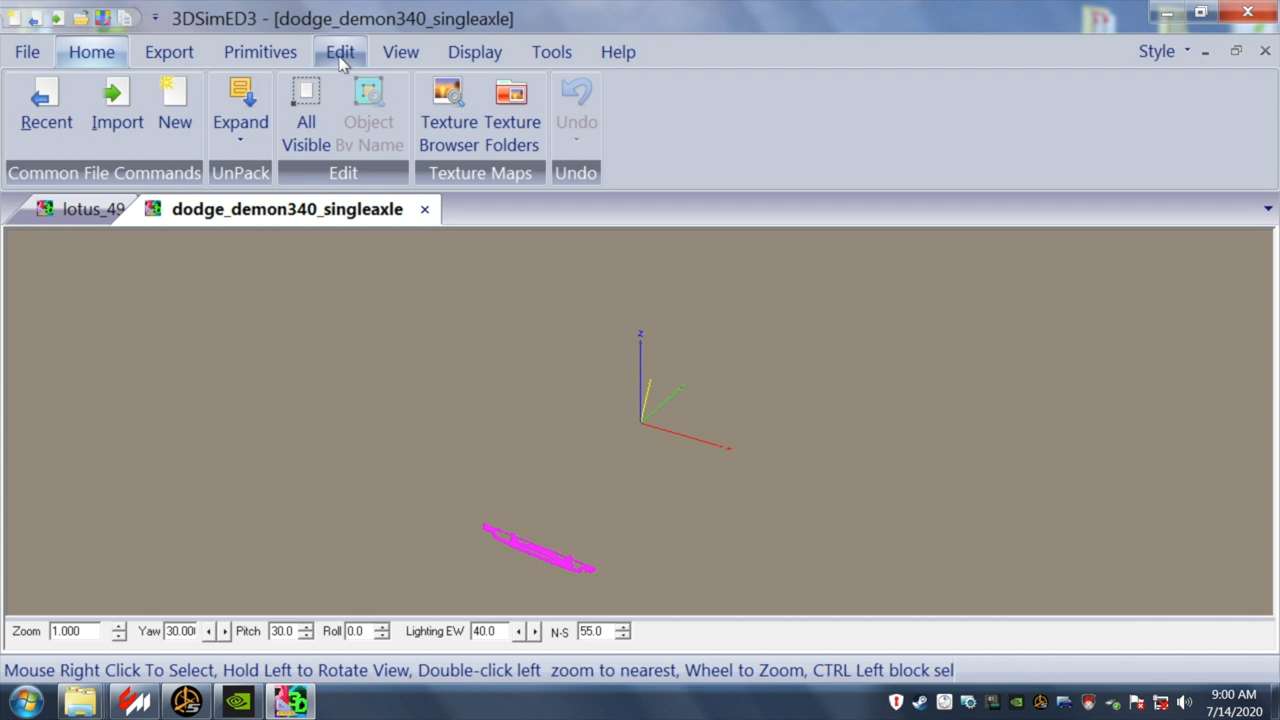 3DSimED3 - [dodge_demon340_singleaxle]
File Home Export Primitives Edit View Display Tools Help Style
Recent Import New Expand All Visible Object By Name Texture Browser Texture Folders Undo
Common File Commands UnPack Edit Texture Maps Undo
lotus_49 dodge_demon340_singleaxle
z
Zoom 1.000 Yaw 30.00 Pitch 30.0 Roll 0.0 Lighting EW 40.0 N-S 55.0
Mouse Right Click To Select, Hold Left to Rotate View, Double-click left zoom to nearest, Wheel to Zoom, CTRL Left block sel
9:00 AM
7/14/2020